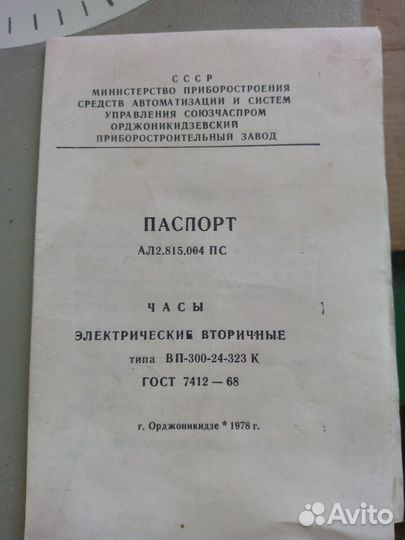 СССР
МИНИСТЕРСТВО ПРИБОРОСТРОЕНИЯ
СРЕДСТВ АВТОМАТИЗАЦИИ И СИСТЕМ
УПРАВЛЕНИЯ СОЮЗЧАСПРОМ
ОРДЖОНИКИДЗЕВСКИЙ
ПРИБОРОСТРОИТЕЛЬНЫЙ ЗАВОД
ПАСПОРТ
АЛ2.815.004 ПС
ЧАСЫ
ЭЛЕКТРИЧЕСКИЕ ВТОРИЧНЫЕ
типа ВП-300-24-323 К
ГОСТ 7412 — 68
г. Орджоникидзе * 1978 г.
Avito